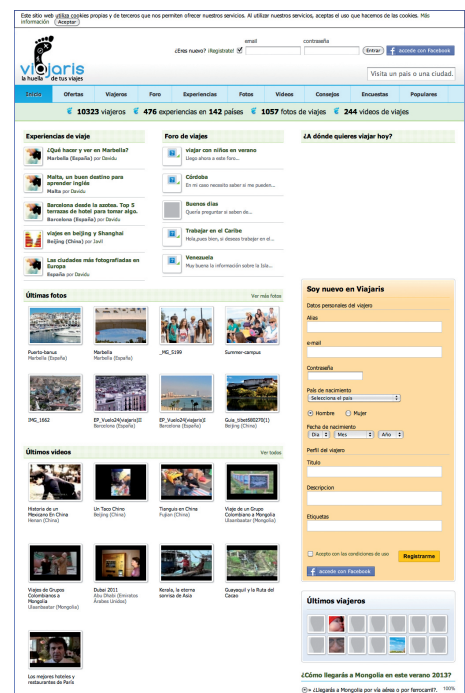 Este sitio web utiliza cookies propias y de terceros que nos permiten ofrecer nuestros servicios. Al utilizar nuestros servicios, aceptas el uso que hacemos de las cookies. Más
información (Aceptar)
email
contraseña
¿Eres nuevo? ¡Regístrate!
Entrar
accede con Facebook
viajaris
la huella de tus viajes
Visita un país o una ciudad.
Inicio
Ofertas
Viajeros
Foro
Experiencias
Fotos
Videos
Consejos
Encuestas
Populares
10323 viajeros
476 experiencias en 142 países
1057 fotos de viajes
244 videos de viajes
Experiencias de viaje
¿Qué hacer y ver en Marbella?
Marbella (España) por Davidu
Malta, un buen destino para
aprender inglés
Malta por Davidu
Barcelona desde la azotea. Top 5
terrazas de hotel para tomar algo.
Barcelona (España) por Davidu
viajes en beijing y Shanghai
Beijing (China) por Javi1
Las ciudades más fotografiadas en
Europa
España por Davidu
Foro de viajes
viajar con niños en verano
Llego ahora a este foro...
Córdoba
En mi caso necesito saber si me pueden...
Buenos días
Quería preguntar si saben de...
Trabajar en el Caribe
Hola,pues bien, si deseas trabajar en el...
Venezuela
Muy buena la información sobre la Isla...
¿A dónde quieres viajar hoy?
Últimas fotos
Ver más fotos
Puerto-banus
Marbella (España)
Marbella
Marbella (España)
_MG_5199
Summer-campus
IMG_1662
EP_Vuelo24(viajaris)I
Barcelona (España)
EP_Vuelo24(viajaris)I
Barcelona (España)
Guia_tibet680270(1)
Beijing (China)
Últimos videos
Ver todos
Historia de un
Mexicano En China
Henan (China)
Un Taco Chino
Beijing (China)
Tianguis en China
Fujian (China)
Viaje de un Grupo
Colombiano a Mongolia
Ulaanbaatar (Mongolia)
Viajes de Grupos
Colombianos a
Mongolia
Ulaanbaatar (Mongolia)
Dubai 2011
Abu Dhabi (Emiratos
Árabes Unidos)
Kerala, la eterna
sonrisa de Asia
Guayaquil y la Ruta del
Cacao
Los mejores hoteles y
restaurantes de París
Soy nuevo en Viajaris
Datos personales del viajero
Alias
e-mail
Contraseña
País de nacimiento
Selecciona el país
Hombre
Mujer
Fecha de nacimiento
Día
Mes
Año
Perfil del viajero
Titulo
Descripcion
Etiquetas
Acepto con las condiciones de uso
Registrarme
accede con Facebook
Últimos viajeros
¿Cómo llegarás a Mongolia en este verano 2013?
» ¿Llegarás a Mongolia por vía aérea o por ferrocarril?. 100%